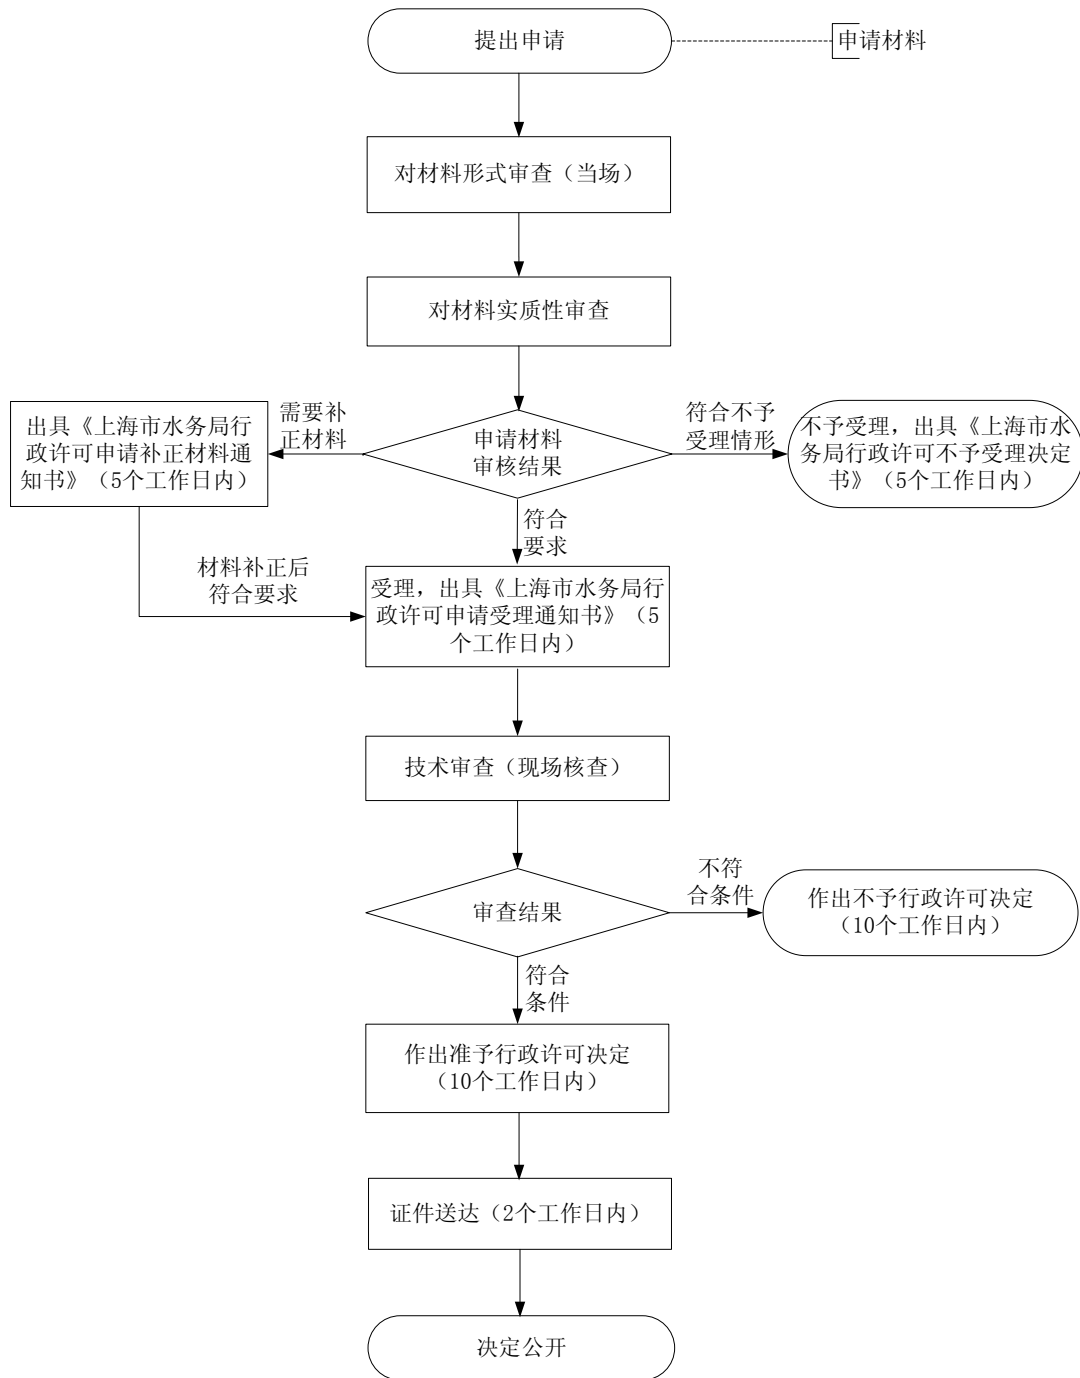 提出申请
申请材料
对材料形式审查（当场）
对材料实质性审查
需要补
正材料
符合不予
受理情形
出具《上海市水务局行
政许可申请补正材料通
知书》（5个工作日内）
申请材料
审核结果
不予受理，出具《上海市水
务局行政许可不予受理决定
书》（5个工作日内）
符合
要求
材料补正后
符合要求
受理，出具《上海市水务局行
政许可申请受理通知书》（5
个工作日内）
技术审查（现场核查）
不符
合条件
审查结果
作出不予行政许可决定
（10个工作日内）
符合
条件
作出准予行政许可决定
（10个工作日内）
证件送达（2个工作日内）
决定公开